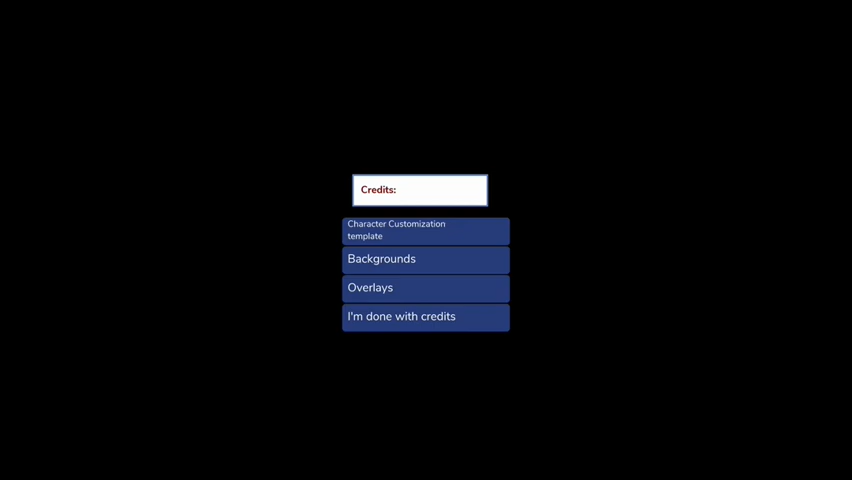 Credits:
Character Customization
template
Backgrounds
Overlays
I'm done with credits